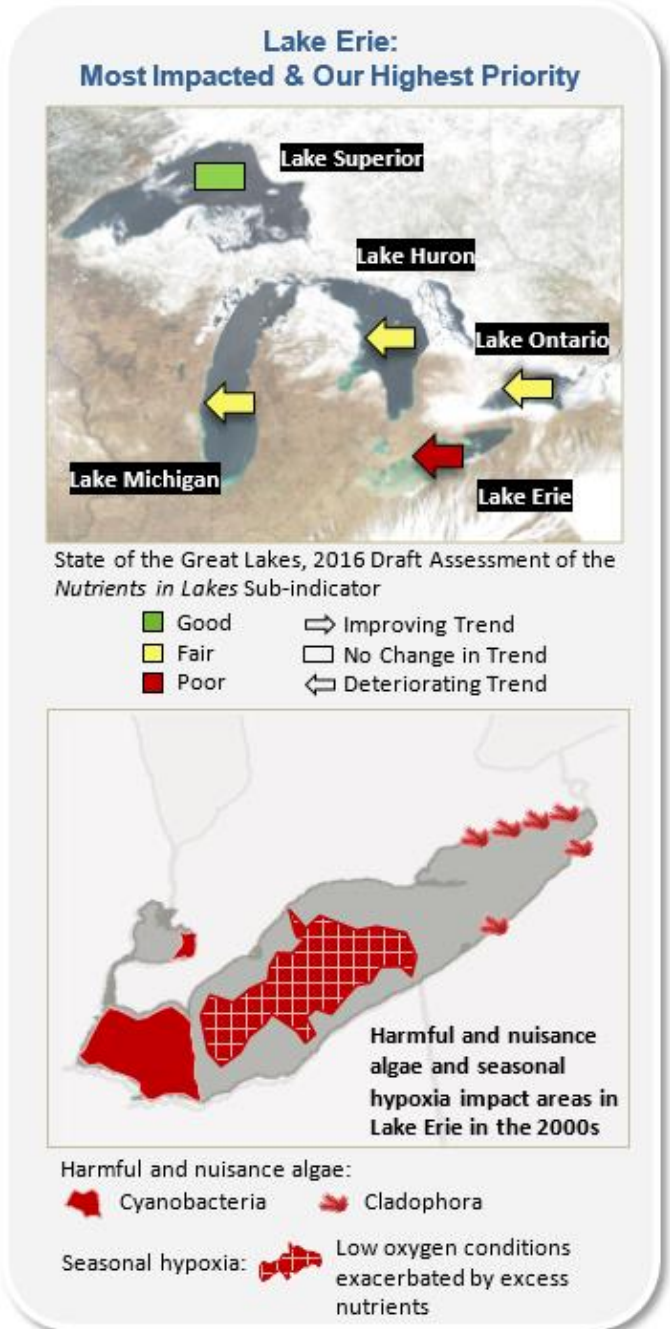 Lake Erie:
Most Impacted & Our Highest Priority
Lake Superior
Lake Huron
Lake Ontario
Lake Michigan
Lake Erie
State of the Great Lakes, 2016 Draft Assessment of the
Nutrients in Lakes Sub-indicator
Good
Improving Trend
Fair
No Change in Trend
Poor
Deteriorating Trend
Harmful and nuisance
algae and seasonal
hypoxia impact areas in
Lake Erie in the 2000s
Harmful and nuisance algae:
Cyanobacteria
Cladophora
Seasonal hypoxia:
Low oxygen conditions
exacerbated by excess
nutrients